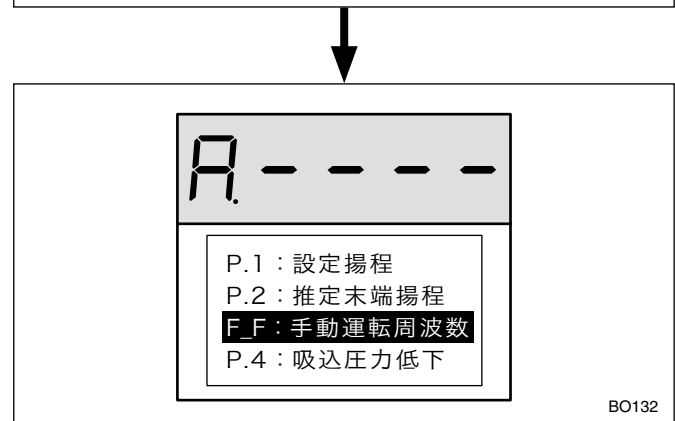 A.----
P.1：設定揚程
P.2：推定末端揚程
F_F：手動運転周波数
P.4：吸込圧力低下
BO132